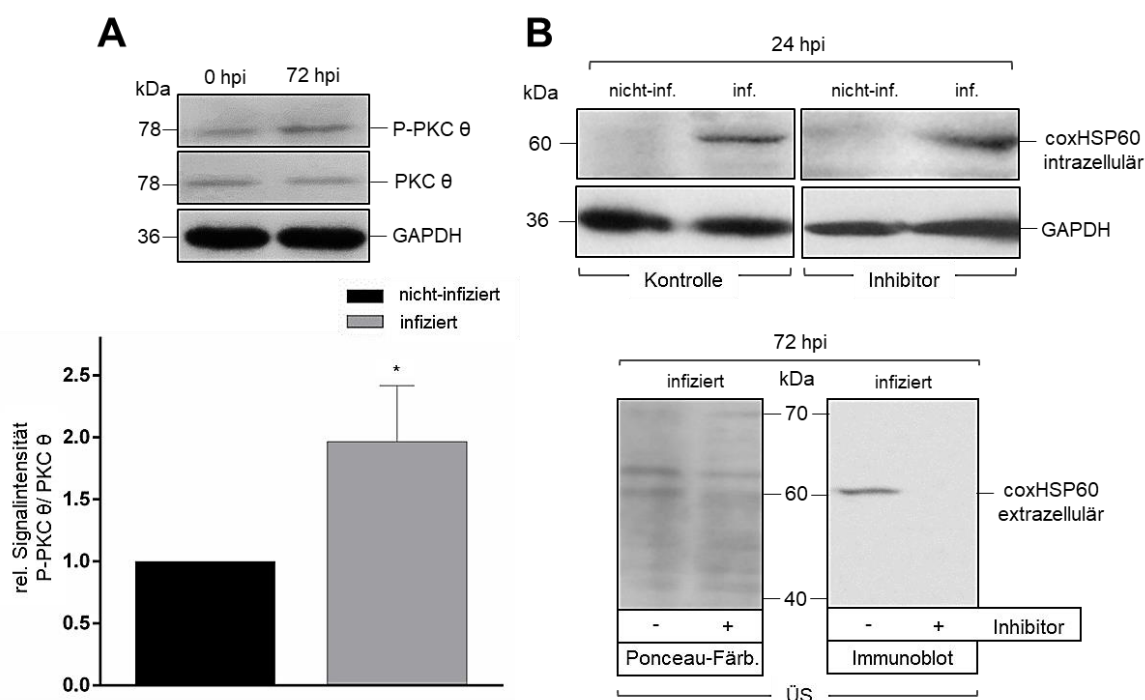 A
0 hpi 72 hpi
kDa
78 P-PKC θ
78 PKC θ
36 GAPDH
nicht-infiziert
infiziert
rel. Signalintensität
P-PKC θ/ PKC θ
*
2.5
2.0
1.5
1.0
0.5
0.0
B
24 hpi
kDa
nicht-inf. inf. nicht-inf. inf.
60 coxHSP60
intrazellulär
36 GAPDH
Kontrolle Inhibitor
72 hpi
infiziert kDa infiziert
70
60 coxHSP60
extrazellulär
40
- + - + Inhibitor
Ponceau-Färb. Immunoblot
ÜS